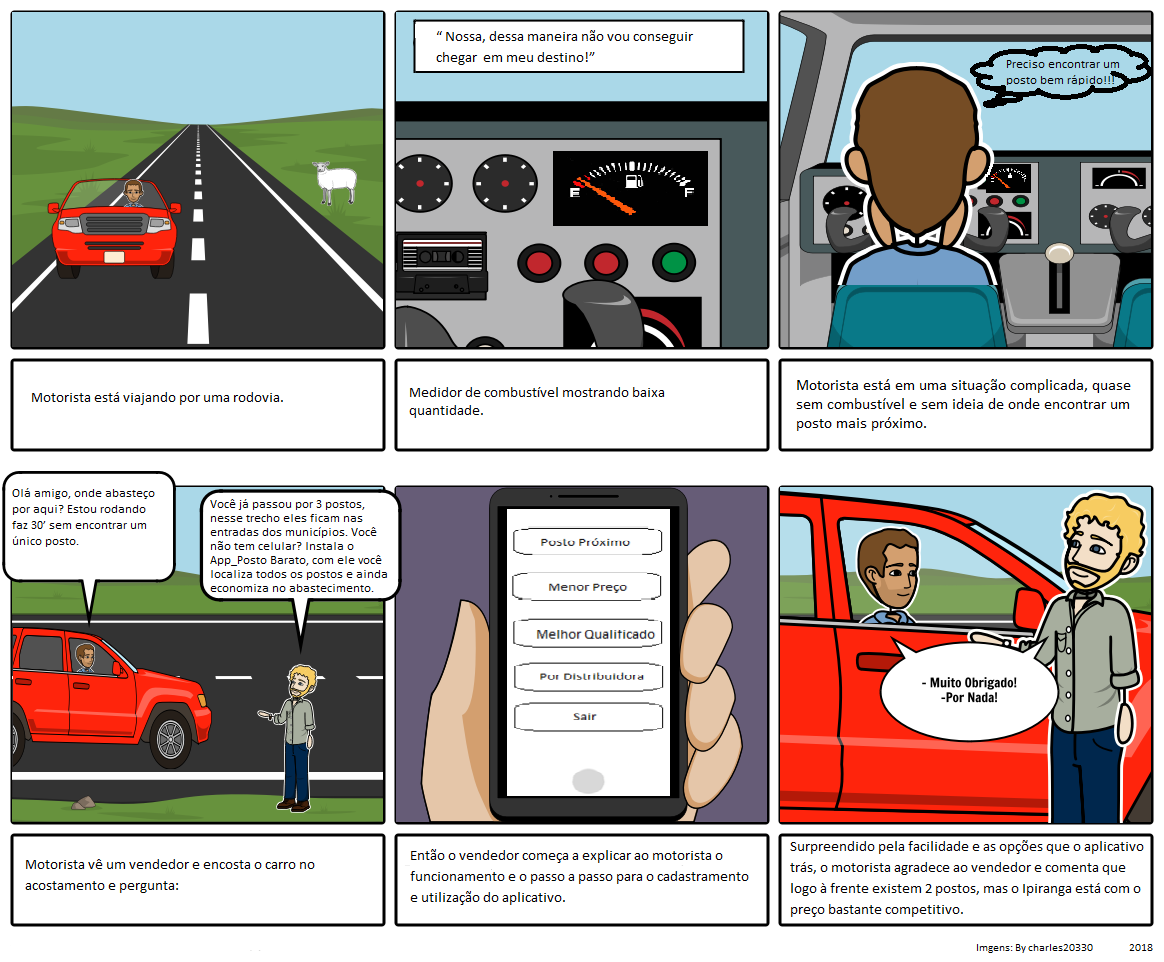 “ Nossa, dessa maneira não vou conseguir
chegar em meu destino!”
Preciso encontrar um
posto bem rápido!!!
E F
Motorista está viajando por uma rodovia.
Medidor de combustível mostrando baixa
quantidade.
Motorista está em uma situação complicada, quase
sem combustível e sem ideia de onde encontrar um
posto mais próximo.
Olá amigo, onde abasteço
por aqui? Estou rodando
faz 30’ sem encontrar um
único posto.
Você já passou por 3 postos,
nesse trecho eles ficam nas
entradas dos municípios. Você
não tem celular? Instala o
App_Posto Barato, com ele você
localiza todos os postos e ainda
economiza no abastecimento.
Posto Próximo
Menor Preço
Melhor Qualificado
Por Distribuidora
Sair
- Muito Obrigado!
-Por Nada!
Motorista vê um vendedor e encosta o carro no
acostamento e pergunta:
Então o vendedor começa a explicar ao motorista o
funcionamento e o passo a passo para o cadastramento
e utilização do aplicativo.
Surpreendido pela facilidade e as opções que o aplicativo
trás, o motorista agradece ao vendedor e comenta que
logo à frente existem 2 postos, mas o Ipiranga está com o
preço bastante competitivo.
Imgens: By charles20330 2018